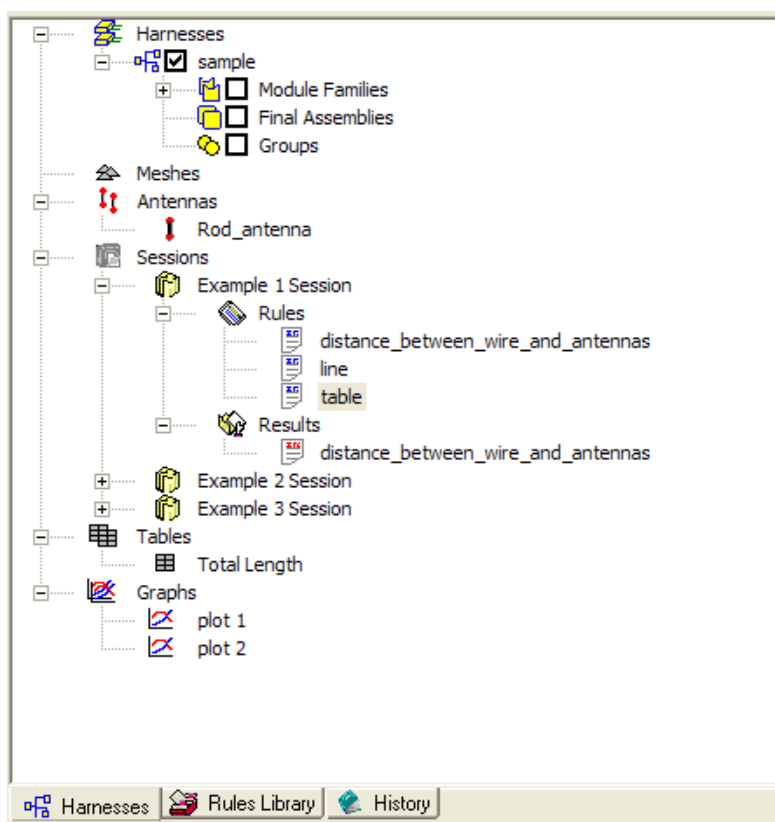 Harnesses
sample
Module Families
Final Assemblies
Groups
Meshes
Antennas
Rod_antenna
Sessions
Example 1 Session
Rules
distance_between_wire_and_antennas
line
table
Results
distance_between_wire_and_antennas
Example 2 Session
Example 3 Session
Tables
Total Length
Graphs
plot 1
plot 2
Harnesses Rules Library History